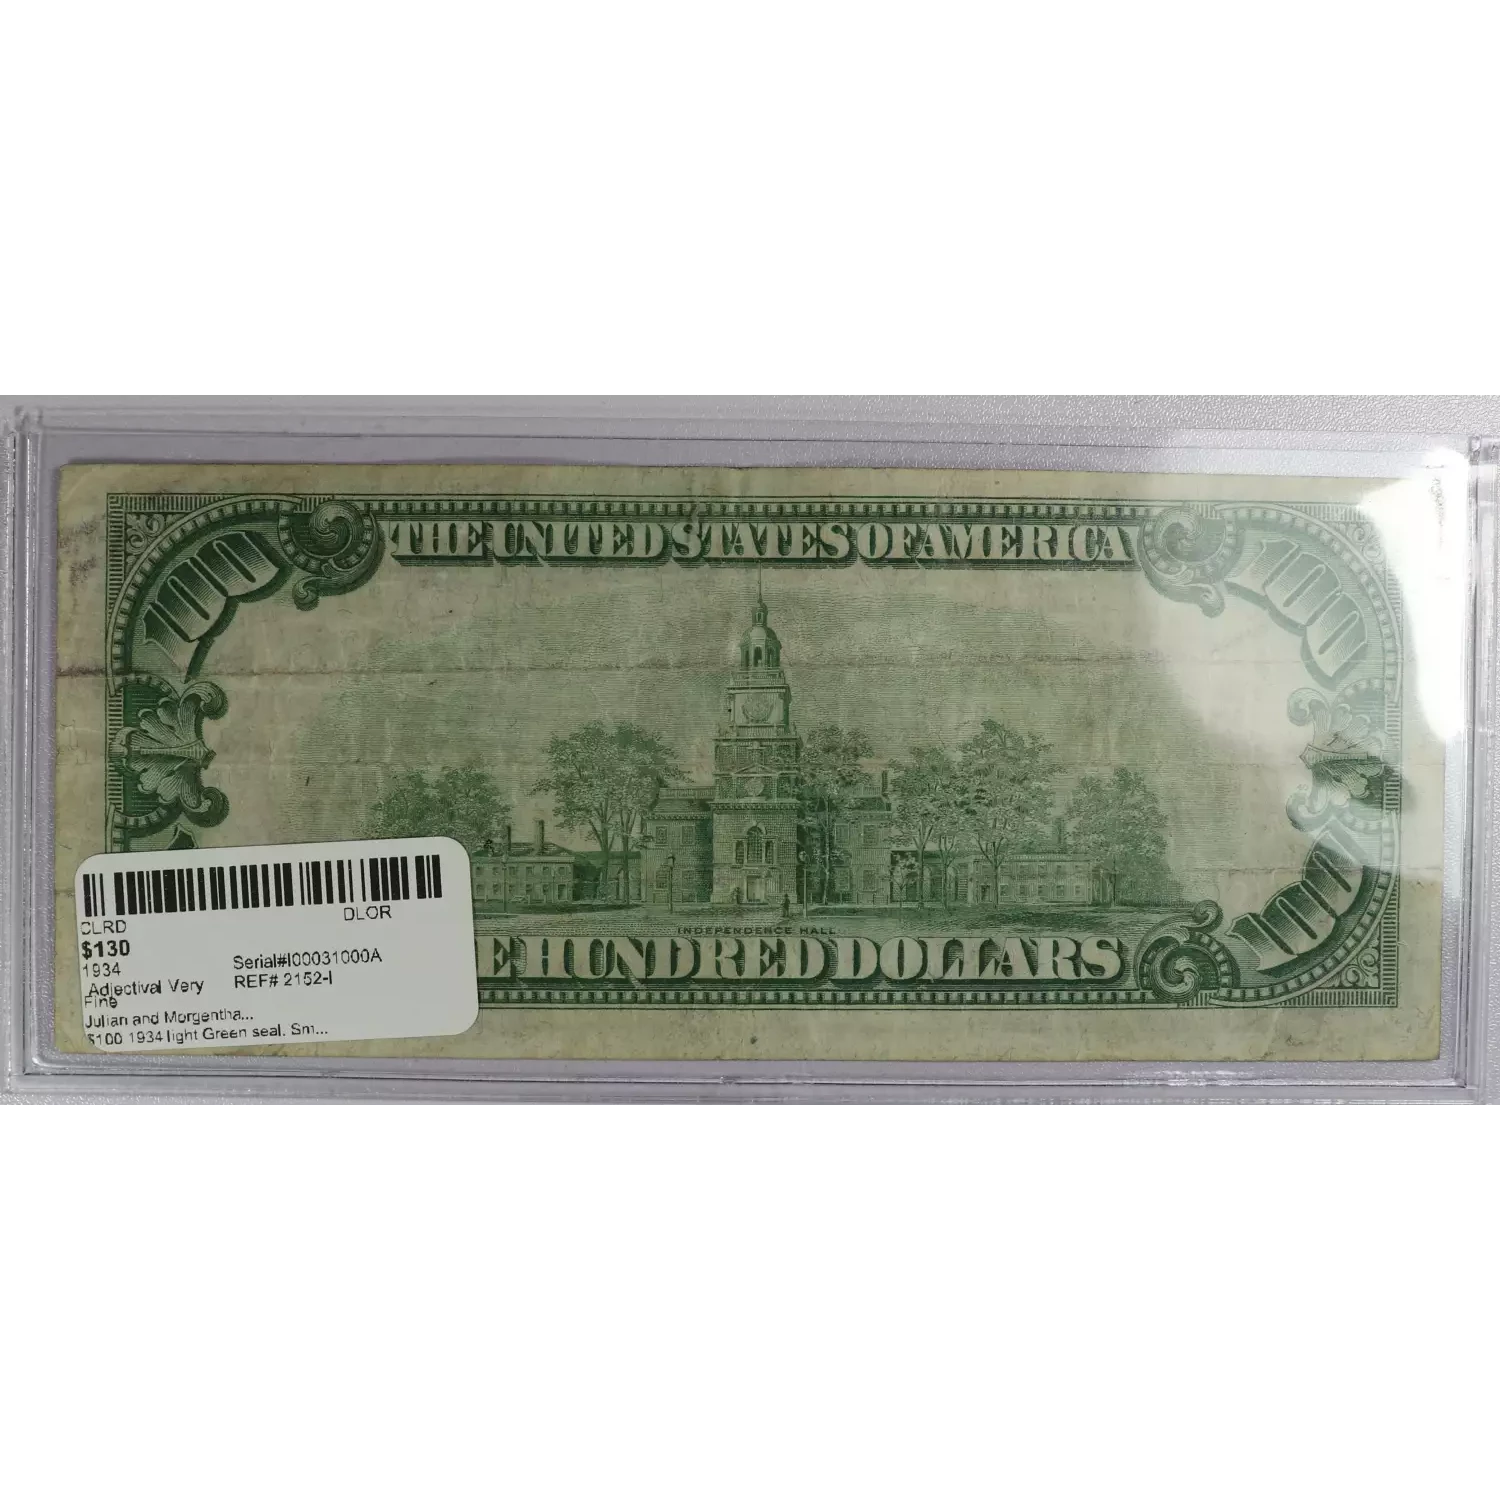 THE UNITED STATES OF AMERICA
100 100
INDEPENDENCE HALL
E HUNDRED DOLLARS
100
CLRD DLOR
$130
1934 Serial#I00031000A
Adjectival Very REF# 2152-I
Fine
Julian and Morgentha...
$100 1934 light Green seal. Sm...